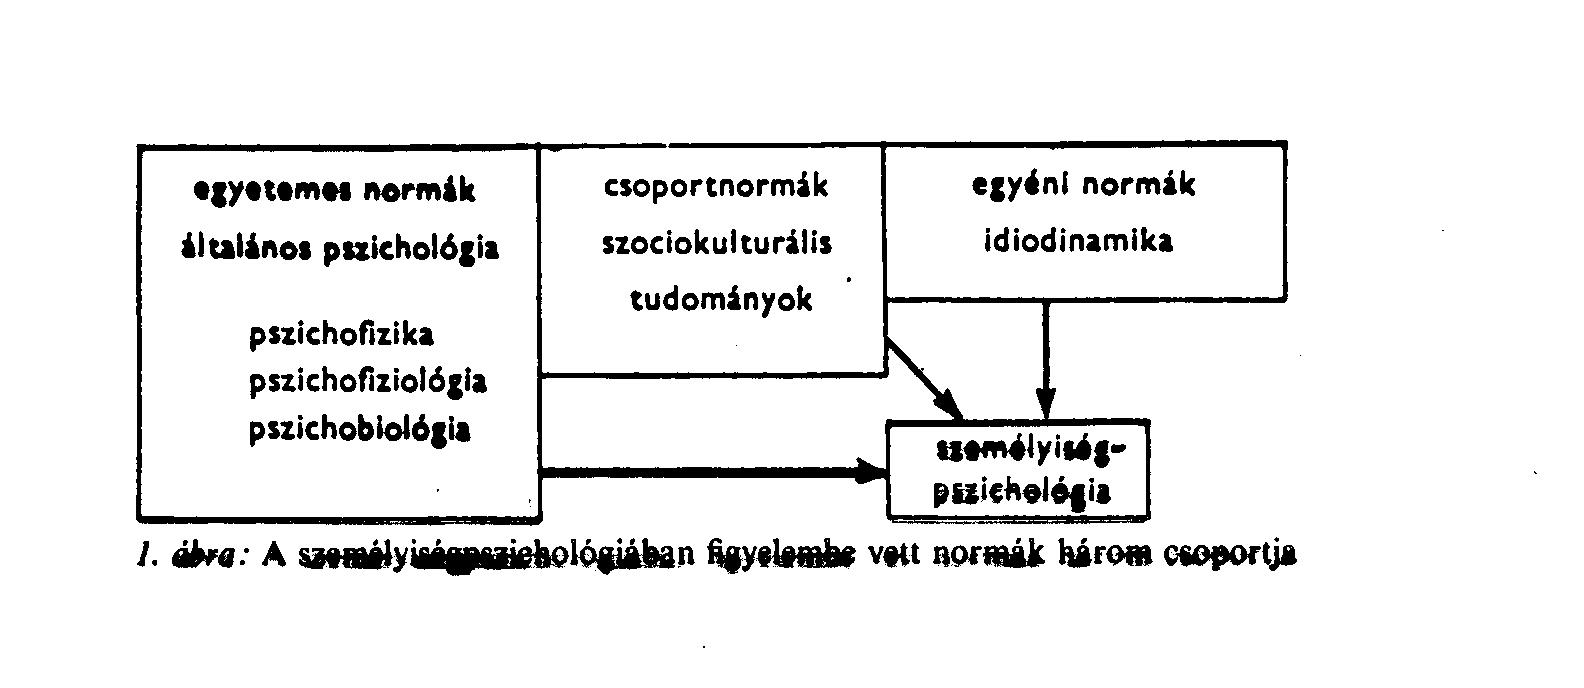 egyetemes normák
általános pszichológia
pszichofizika
pszichofiziológia
pszichobiológia
csoportnormák
szociokulturális
tudományok
egyéni normák
idiodinamika
személyiség-
pszichológia
1. ábra: A személyiségpszichológiában figyelembe vett normák három csoportja